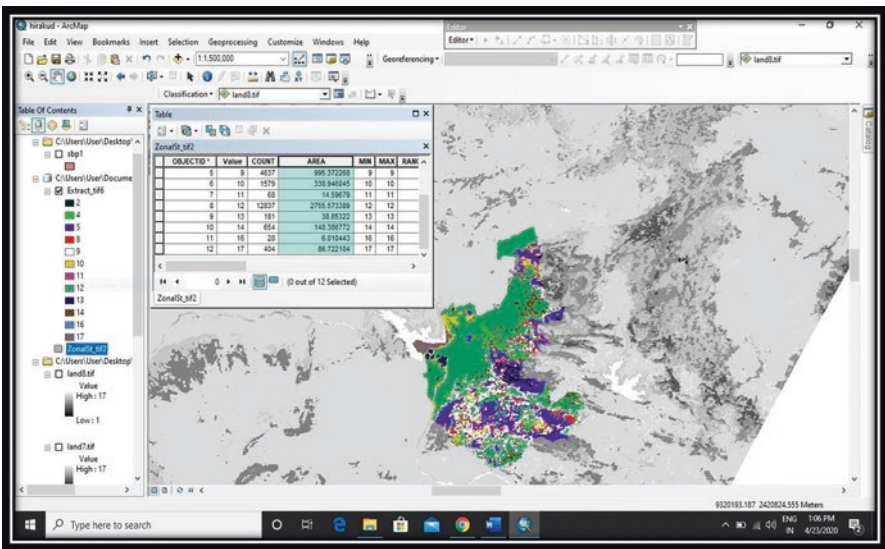 hirakud - ArcMap
Editor
File Edit View Bookmarks Insert Selection Geoprocessing Customize Windows Help
Editor
1:1,500,000
Georeferencing
land8.tif
Classification
land8.tif
Table Of Contents
C:\Users\User\Desktop
sbp1
C:\Users\User\Docume
Extract_tif6
2
4
5
8
9
10
11
12
13
14
16
17
ZonalSt_tif2
C:\Users\User\Desktop
land8.tif
Value
High : 17
Low : 1
land7.tif
Value
High : 17
Table
ZonalSt_tif2
OBJECTID * Value COUNT AREA MIN MAX RANG
5 9 4637 995.372268 9 9
6 10 1579 338.946845 10 10
7 11 68 14.59679 11 11
8 12 12837 2755.573389 12 12
9 13 181 38.85322 13 13
10 14 654 140.386772 14 14
11 16 28 6.010443 16 16
12 17 404 86.722104 17 17
0
(0 out of 12 Selected)
ZonalSt_tif2
Catalog
9320193.187 2420824.555 Meters
Type here to search
ENG 1:06 PM
IN 4/23/2020